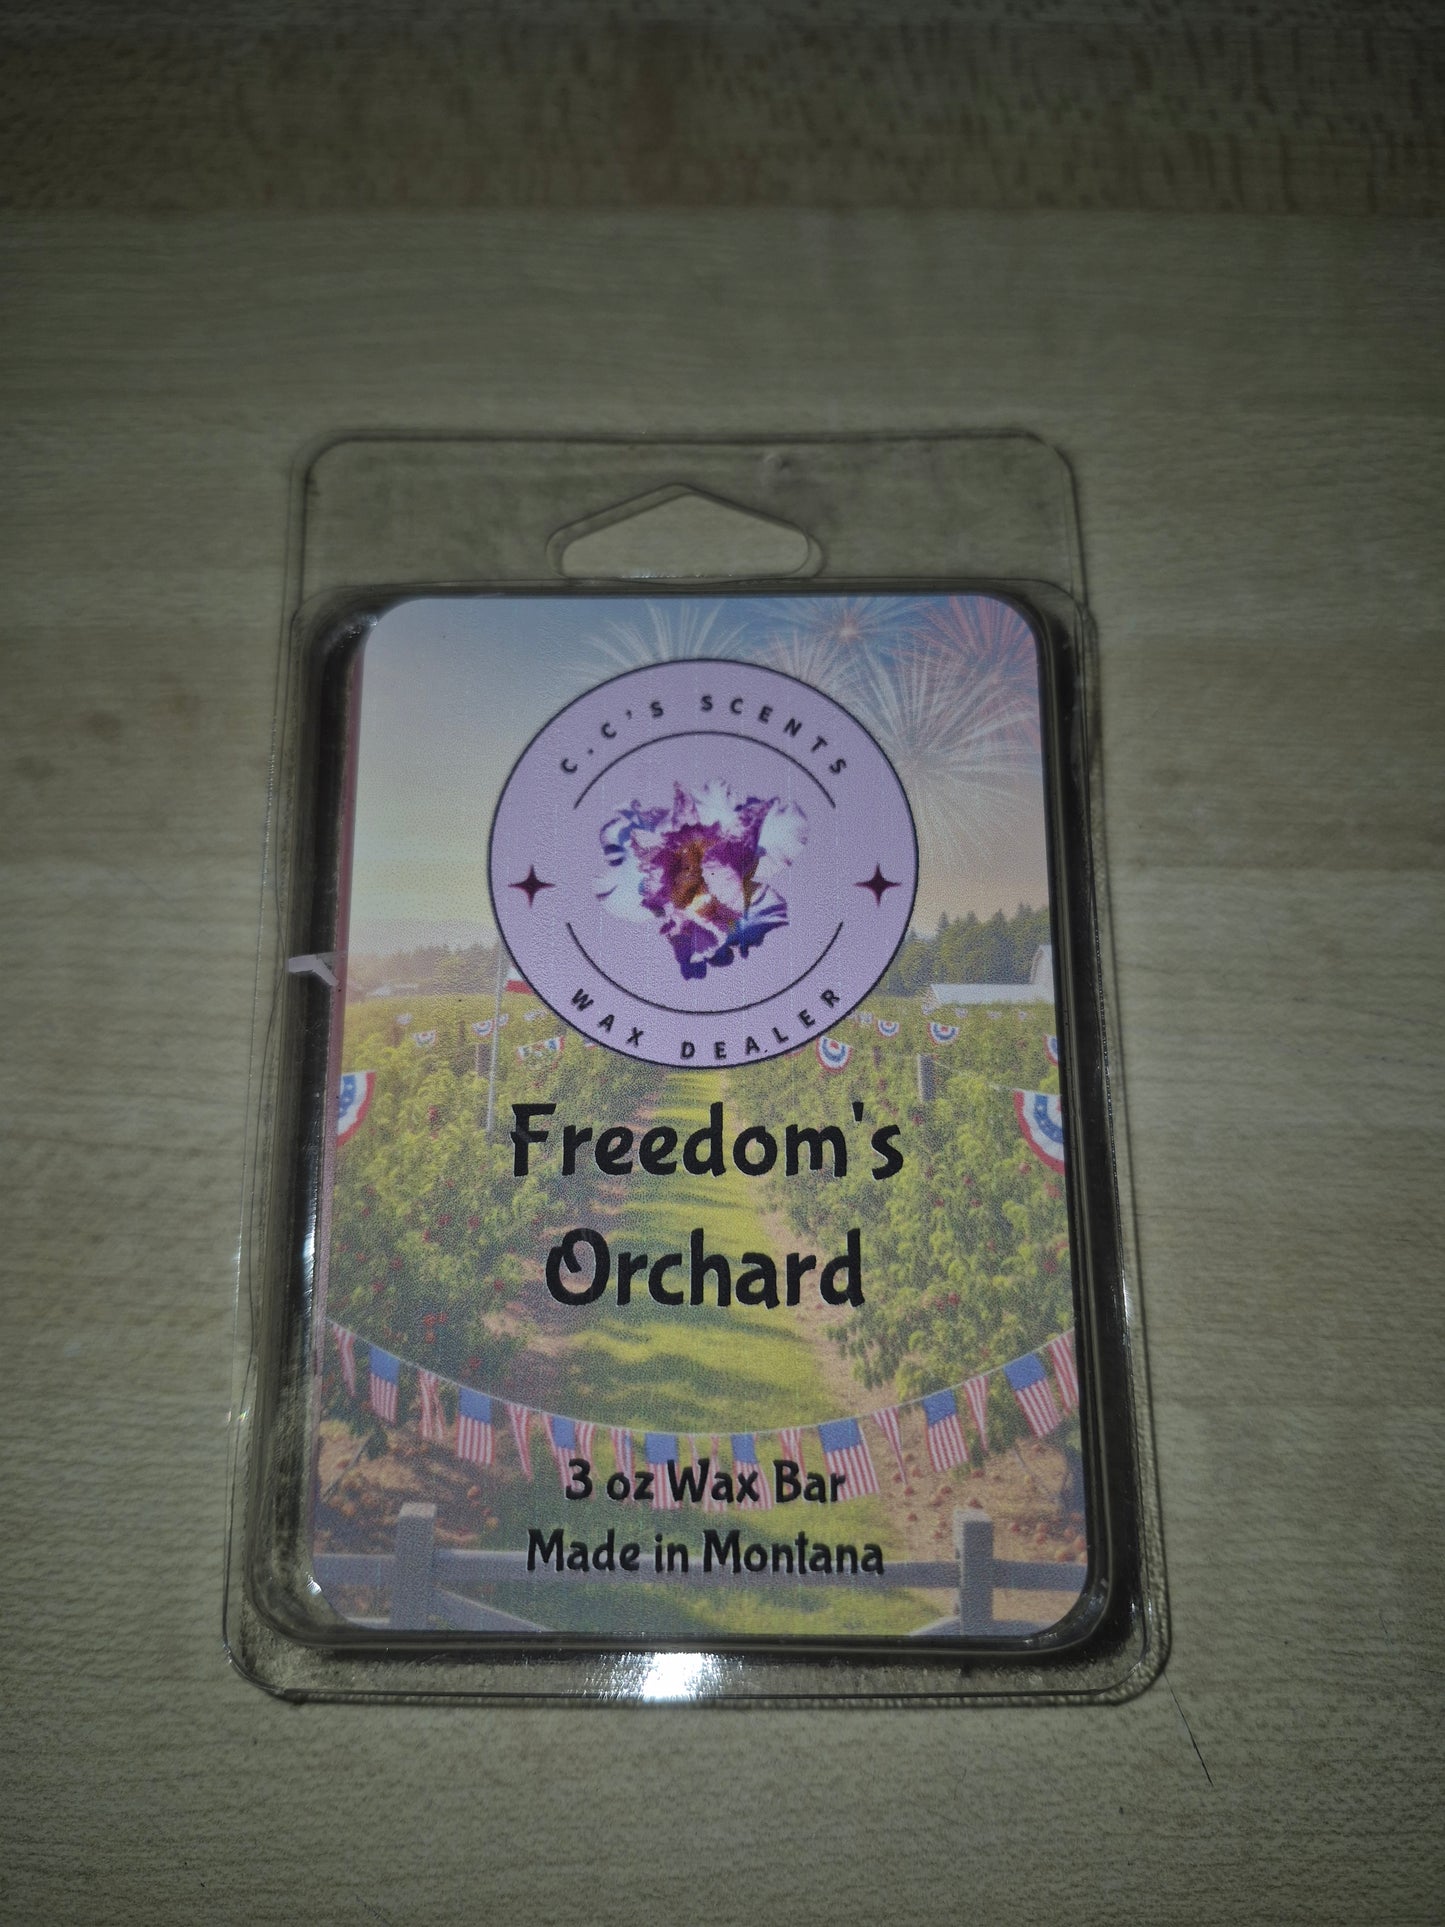 C.C'S SCENTS
WAX DEALER
Freedom's
Orchard
3 oz Wax Bar
Made in Montana